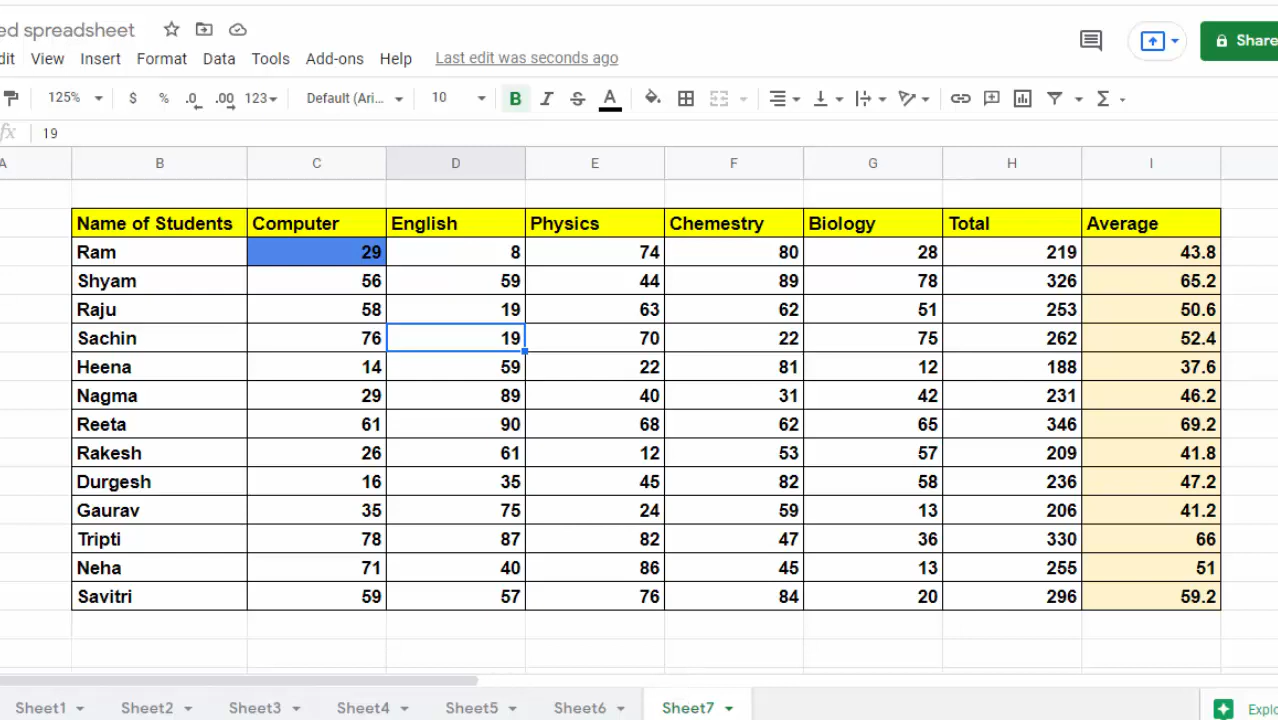 ed spreadsheet
dit View Insert Format Data Tools Add-ons Help Last edit was seconds ago
Share
125% $ % .0 .00 123 Default (Ari... 10 B I S A Σ
fx 19
A B C D E F G H I
Name of Students Computer English Physics Chemestry Biology Total Average
Ram 29 8 74 80 28 219 43.8
Shyam 56 59 44 89 78 326 65.2
Raju 58 19 63 62 51 253 50.6
Sachin 76 19 70 22 75 262 52.4
Heena 14 59 22 81 12 188 37.6
Nagma 29 89 40 31 42 231 46.2
Reeta 61 90 68 62 65 346 69.2
Rakesh 26 61 12 53 57 209 41.8
Durgesh 16 35 45 82 58 236 47.2
Gaurav 35 75 24 59 13 206 41.2
Tripti 78 87 82 47 36 330 66
Neha 71 40 86 45 13 255 51
Savitri 59 57 76 84 20 296 59.2
Sheet1 Sheet2 Sheet3 Sheet4 Sheet5 Sheet6 Sheet7 Explo